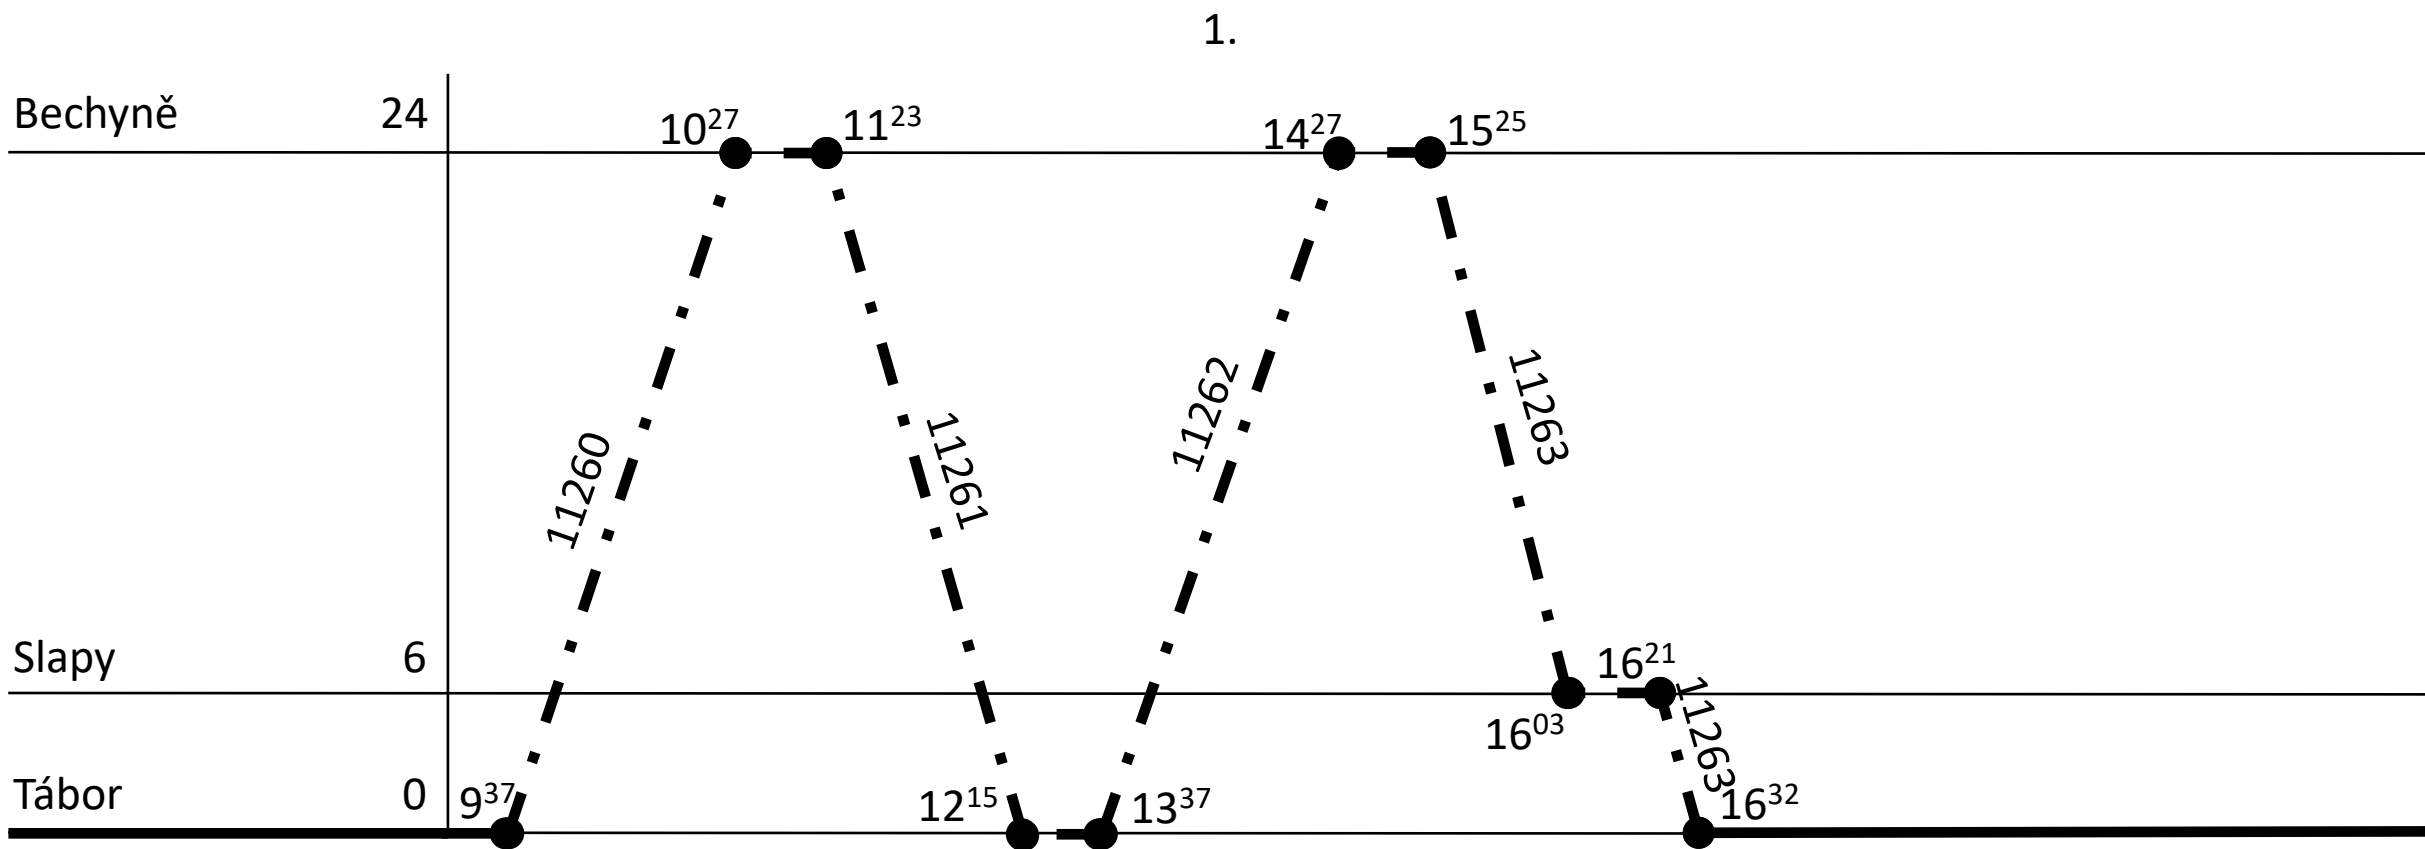 1.
Bechyně 24
10²⁷ 11²³ 14²⁷ 15²⁵
11260 11261 11262 11263
Slapy 6
16²¹
16⁰³
11263
Tábor 0
9³⁷ 12¹⁵ 13³⁷ 16³²